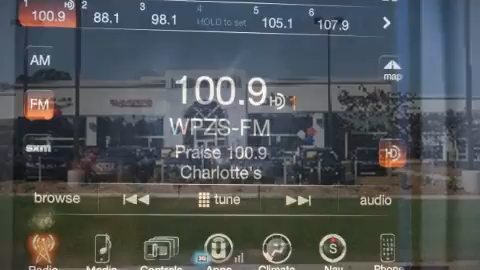 1 2 3 4 5 6
100.9 88.1 98.1 HOLD to set 105.1 107.9
AM
map
100.9 HD 1
FM
WPZS-FM
Praise 100.9
xm
HD
Charlotte's
browse tune audio
Radio Media Controls Apps Climate Nav Phone